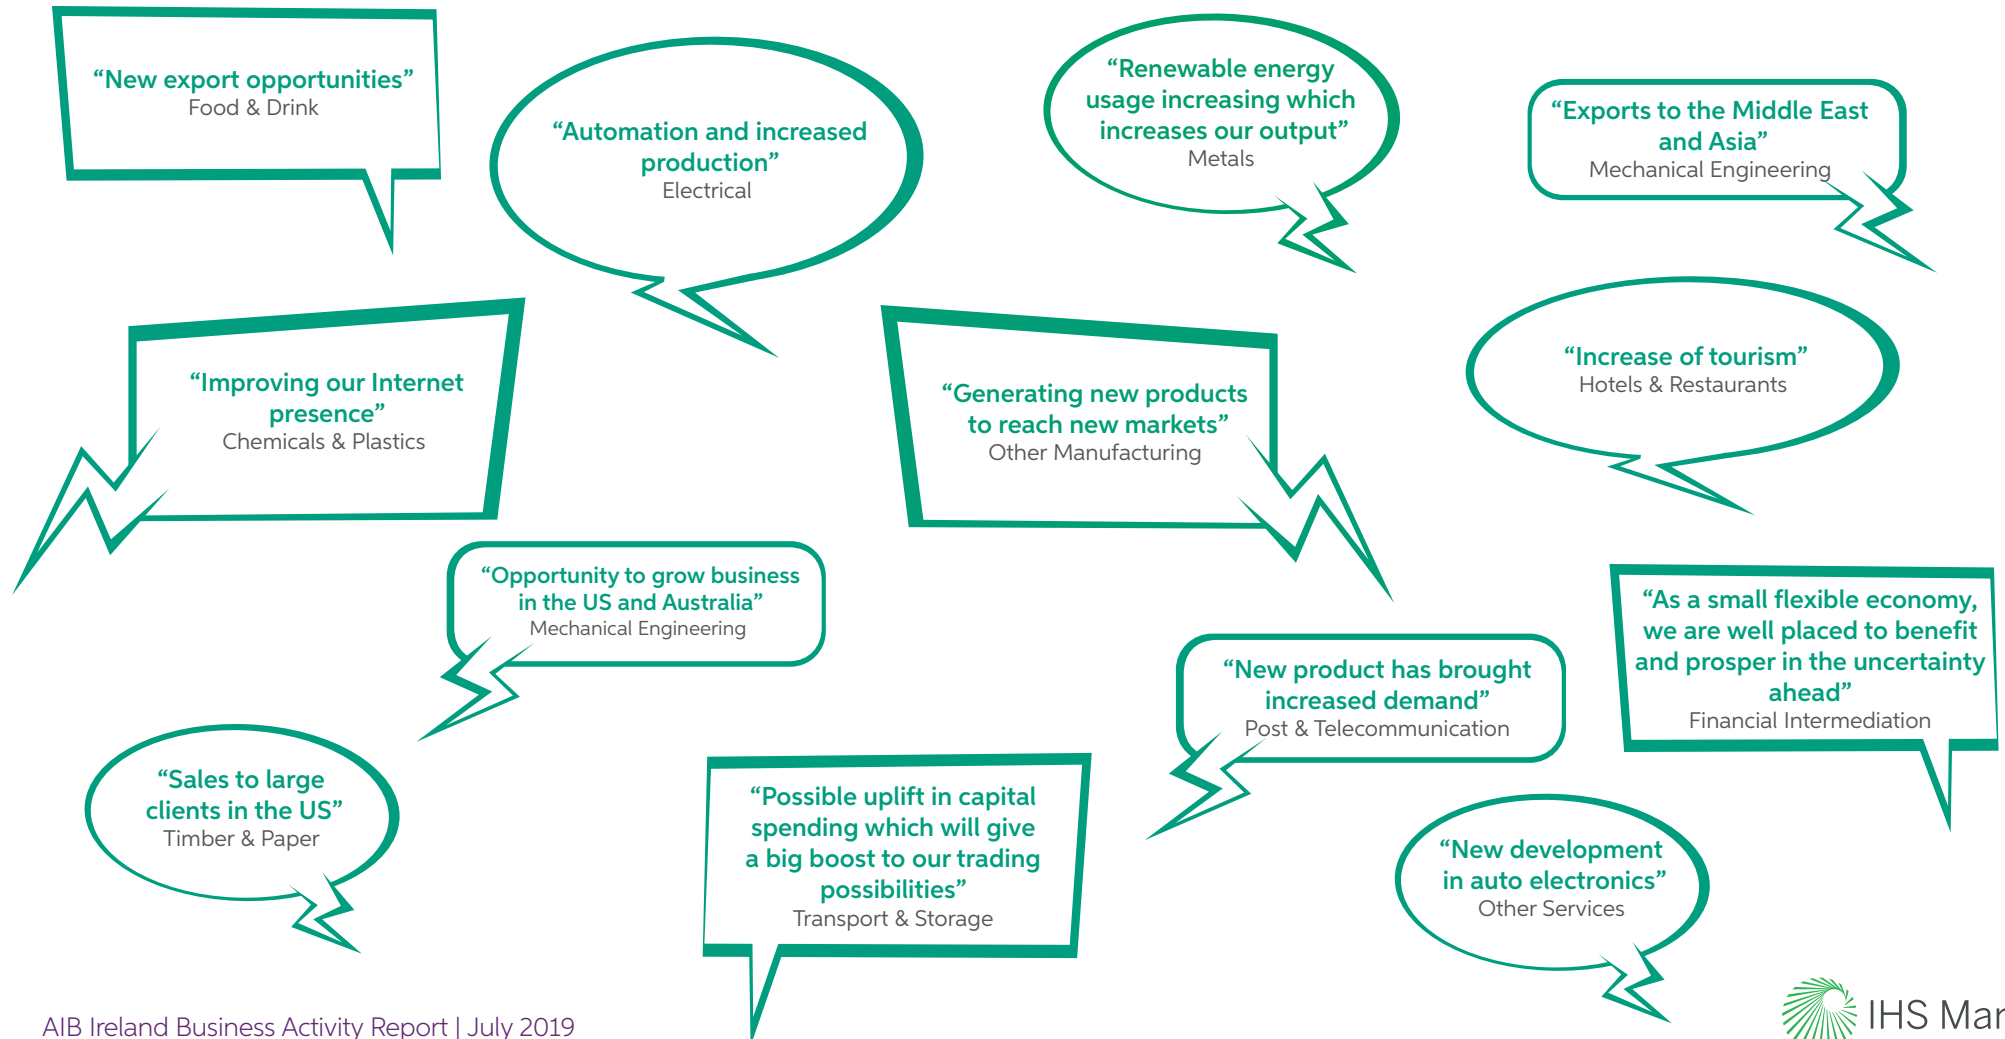 “New export opportunities”
Food & Drink
“Automation and increased
production”
Electrical
“Renewable energy
usage increasing which
increases our output”
Metals
“Exports to the Middle East
and Asia”
Mechanical Engineering
“Improving our Internet
presence”
Chemicals & Plastics
“Generating new products
to reach new markets”
Other Manufacturing
“Increase of tourism”
Hotels & Restaurants
“Opportunity to grow business
in the US and Australia”
Mechanical Engineering
“New product has brought
increased demand”
Post & Telecommunication
“As a small flexible economy,
we are well placed to benefit
and prosper in the uncertainty
ahead”
Financial Intermediation
“Sales to large
clients in the US”
Timber & Paper
“Possible uplift in capital
spending which will give
a big boost to our trading
possibilities”
Transport & Storage
“New development
in auto electronics”
Other Services
AIB Ireland Business Activity Report | July 2019
IHS Mar